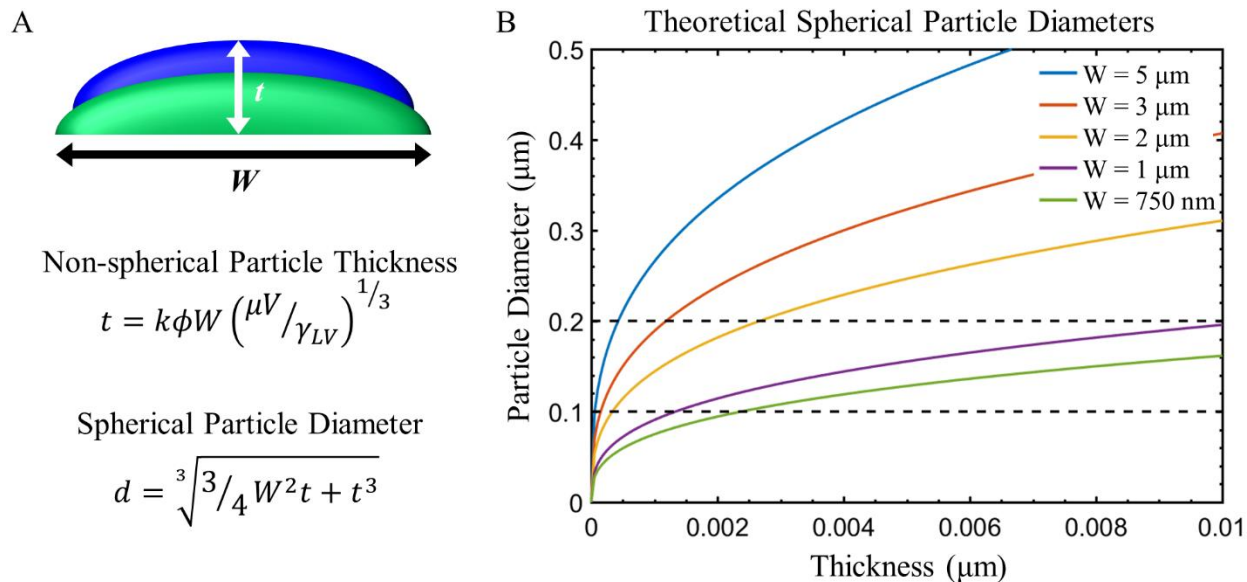 A
t
W
Non-spherical Particle Thickness
t = kϕW (μV/γLV)^1/3
Spherical Particle Diameter
d = ∛(3/4 W²t + t³)
B
Theoretical Spherical Particle Diameters
Particle Diameter (μm)
0.5
0.4
0.3
0.2
0.1
0
W = 5 μm
W = 3 μm
W = 2 μm
W = 1 μm
W = 750 nm
0 0.002 0.004 0.006 0.008 0.01
Thickness (μm)